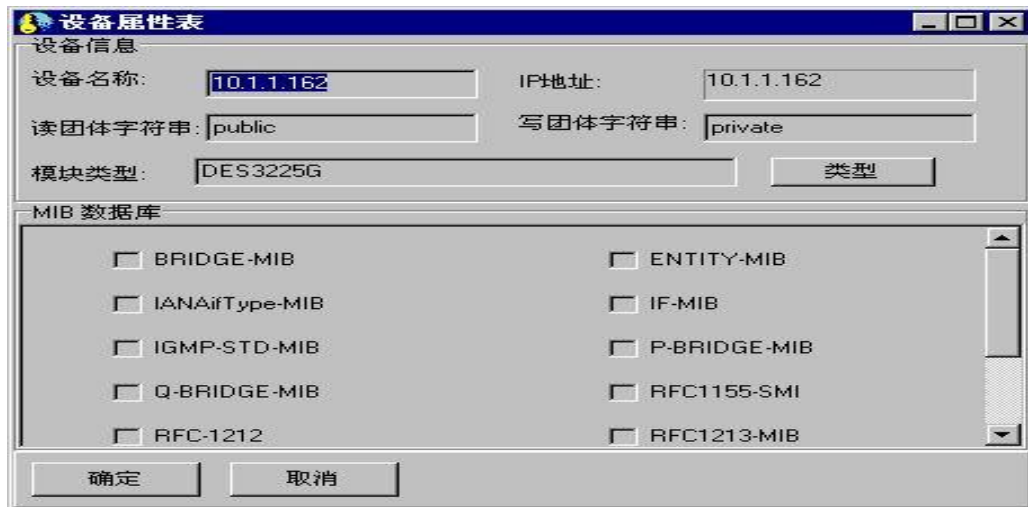 设备属性表
设备信息
设备名称: 10.1.1.162 IP地址: 10.1.1.162
读团体字符串: public 写团体字符串: private
模块类型: DES3225G 类型
MIB 数据库
BRIDGE-MIB ENTITY-MIB
IANAifType-MIB IF-MIB
IGMP-STD-MIB P-BRIDGE-MIB
Q-BRIDGE-MIB RFC1155-SMI
RFC-1212 RFC1213-MIB
确定 取消